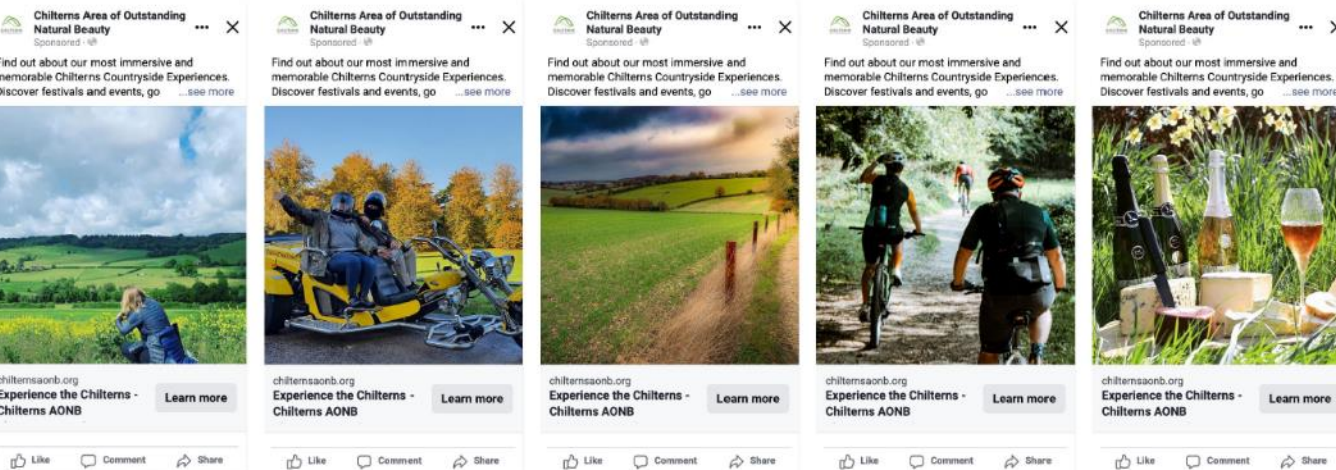 Chilterns Area of Outstanding
Natural Beauty
Sponsored
Find out about our most immersive and
memorable Chilterns Countryside Experiences.
Discover festivals and events, go ...see more
chilternsaonb.org
Experience the Chilterns -
Chilterns AONB
Learn more
Like Comment Share
Chilterns Area of Outstanding
Natural Beauty
Sponsored
Find out about our most immersive and
memorable Chilterns Countryside Experiences.
Discover festivals and events, go ...see more
chilternsaonb.org
Experience the Chilterns -
Chilterns AONB
Learn more
Like Comment Share
Chilterns Area of Outstanding
Natural Beauty
Sponsored
Find out about our most immersive and
memorable Chilterns Countryside Experiences.
Discover festivals and events, go ...see more
chilternsaonb.org
Experience the Chilterns -
Chilterns AONB
Learn more
Like Comment Share
Chilterns Area of Outstanding
Natural Beauty
Sponsored
Find out about our most immersive and
memorable Chilterns Countryside Experiences.
Discover festivals and events, go ...see more
chilternsaonb.org
Experience the Chilterns -
Chilterns AONB
Learn more
Like Comment Share
Chilterns Area of Outstanding
Natural Beauty
Sponsored
Find out about our most immersive and
memorable Chilterns Countryside Experiences.
Discover festivals and events, go ...see more
chilternsaonb.org
Experience the Chilterns -
Chilterns AONB
Learn more
Like Comment Share